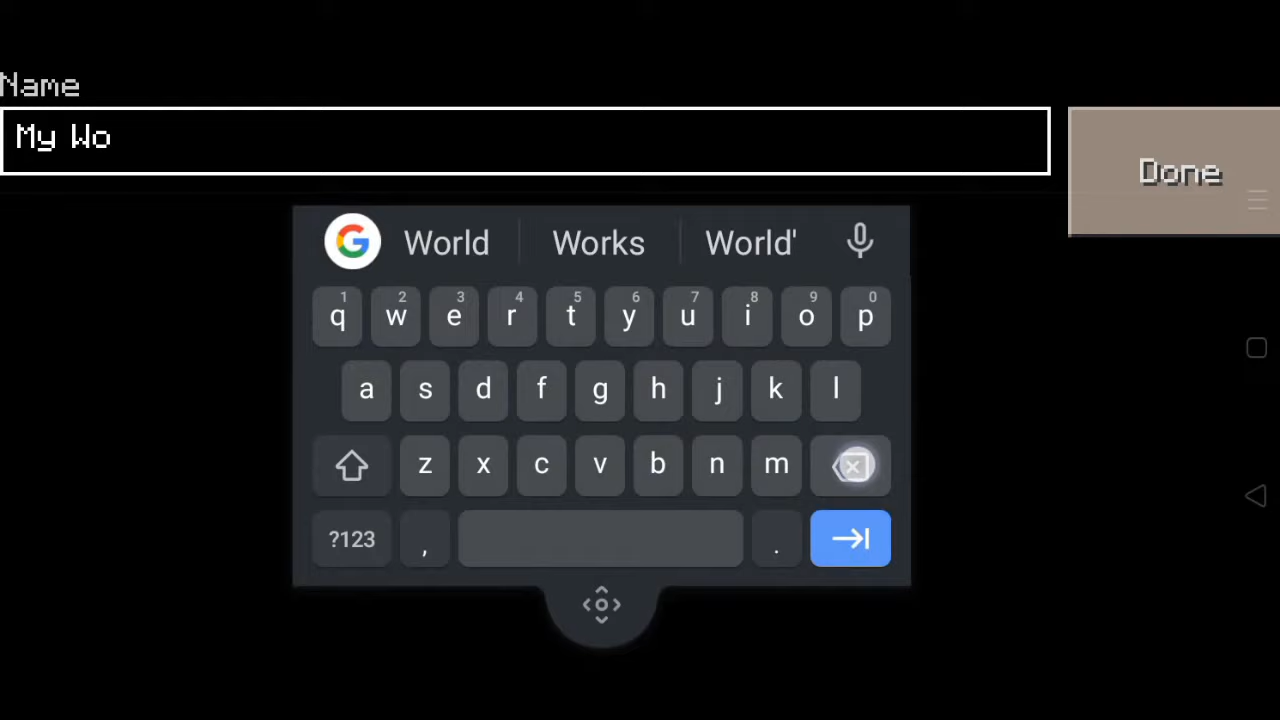 Name
My Wo
Done
G World Works World'
1 2 3 4 5 6 7 8 9 0
q w e r t y u i o p
a s d f g h j k l
z x c v b n m
?123 , .